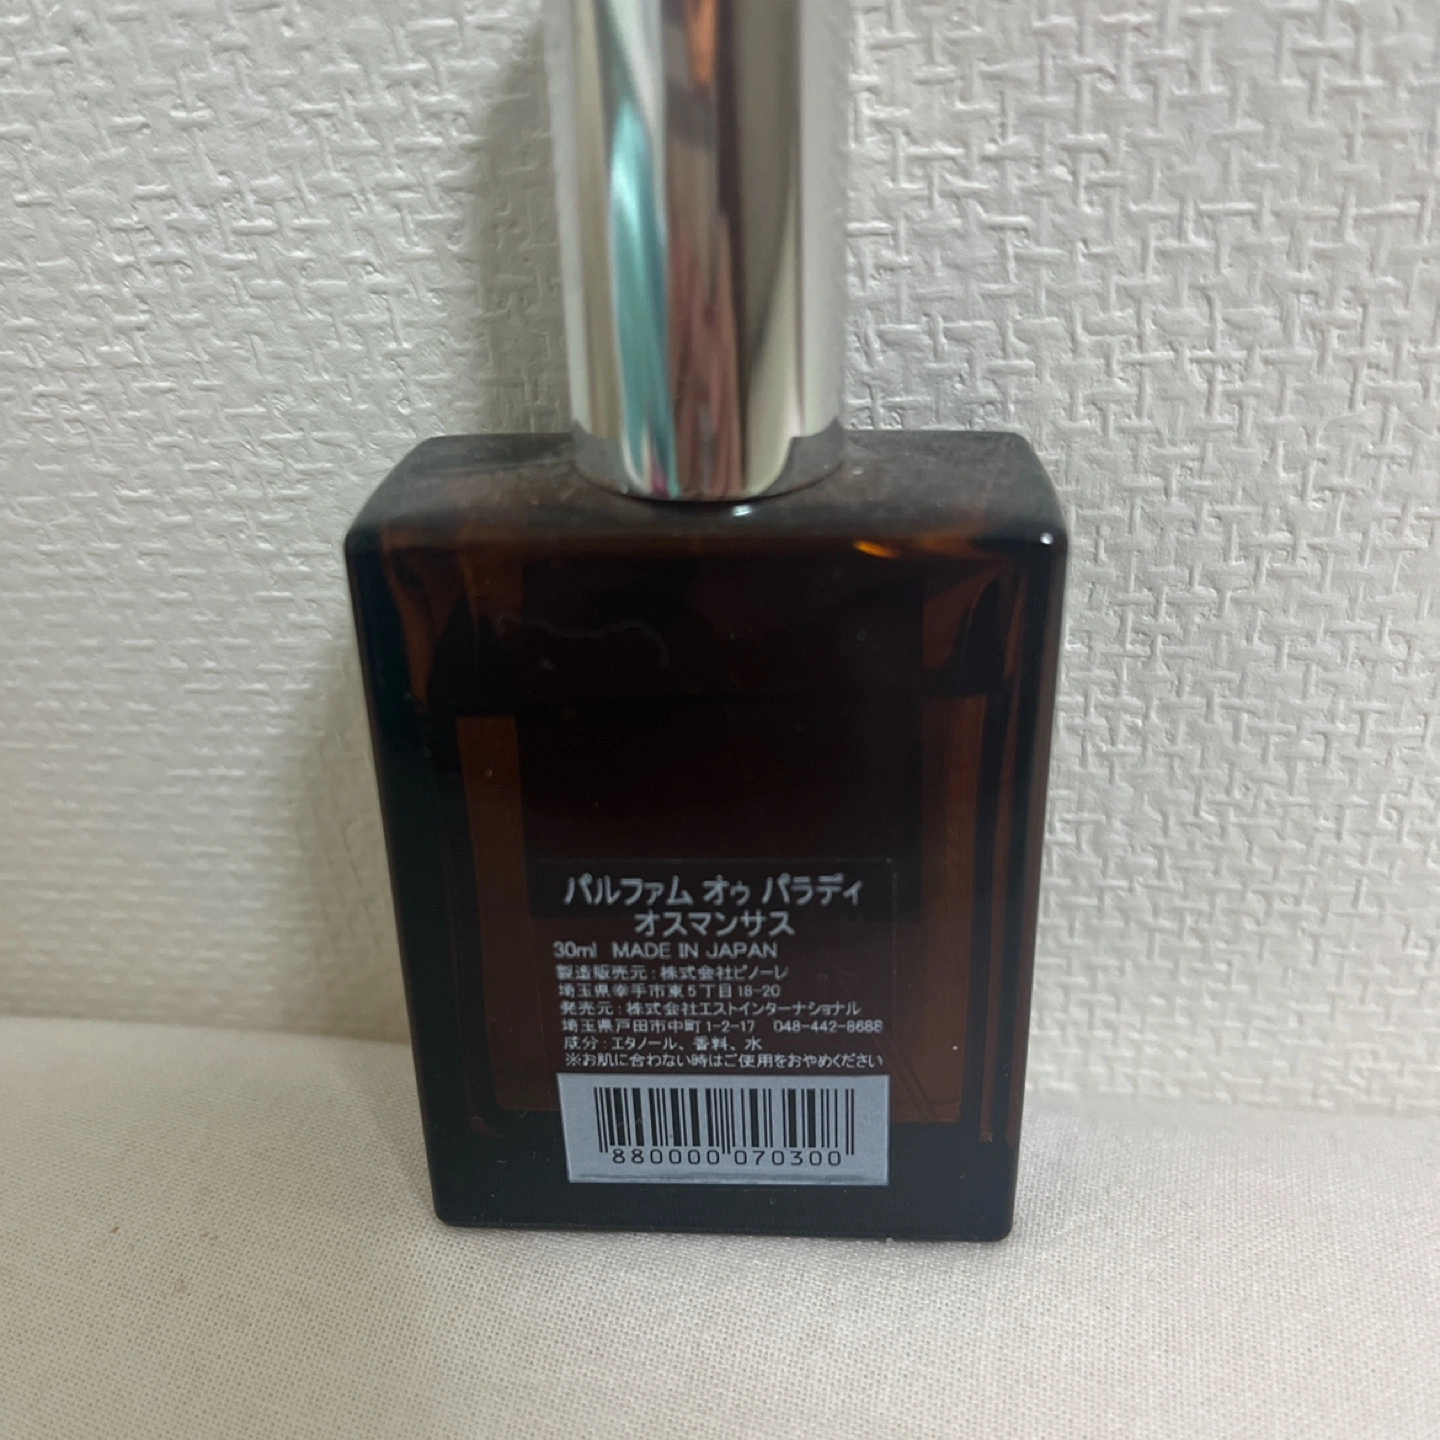 パルファム オゥ パラディ
オスマンサス
30ml MADE IN JAPAN
製造販売元:株式会社ピノーレ
埼玉県幸手市東5丁目18-20
発売元:株式会社エストインターナショナル
埼玉県戸田市中町1-2-17 048-442-8688
成分:エタノール、香料、水
※お肌に合わない時はご使用をおやめください
880000 070300